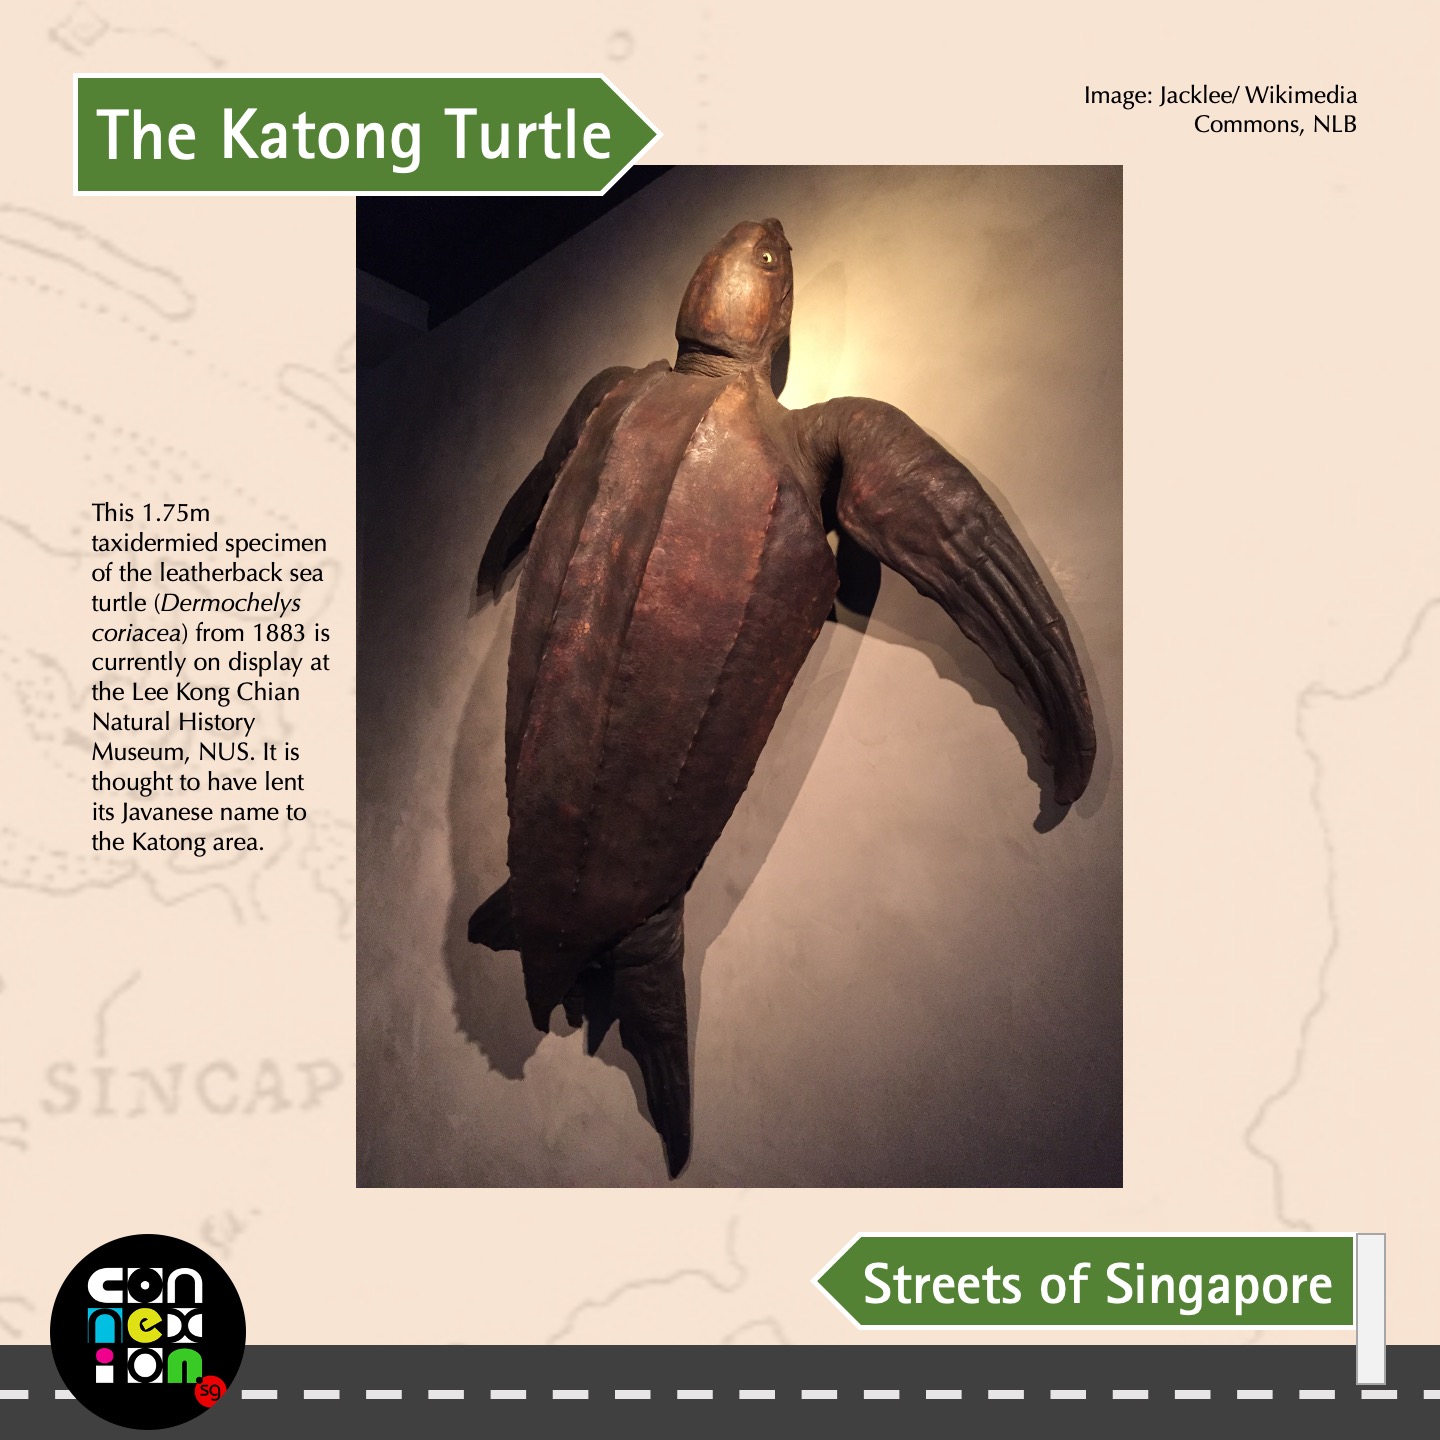 The Katong Turtle
Image: Jacklee/ Wikimedia
Commons, NLB
This 1.75m
taxidermied specimen
of the leatherback sea
turtle (Dermochelys
coriacea) from 1883 is
currently on display at
the Lee Kong Chian
Natural History
Museum, NUS. It is
thought to have lent
its Javanese name to
the Katong area.
SINCAP
Streets of Singapore
con
nex
ion
.sg